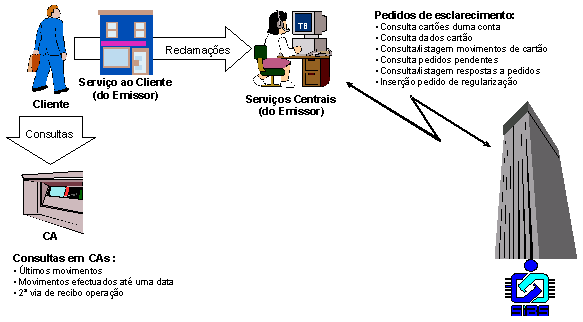 Pedidos de esclarecimento:
• Consulta cartões duma conta
• Consulta dados cartão
• Consulta/listagem movimentos de cartão
• Consulta pedidos pendentes
• Consulta/listagem respostas a pedidos
• Inserção pedido de regularização
TB
Reclamações
Serviço ao Cliente
(do Emissor)
Cliente
Serviços Centrais
(do Emissor)
Consultas
CA
Consultas em CAs :
• Últimos movimentos
• Movimentos efectuados até uma data
• 2ª via de recibo operação
SIBS